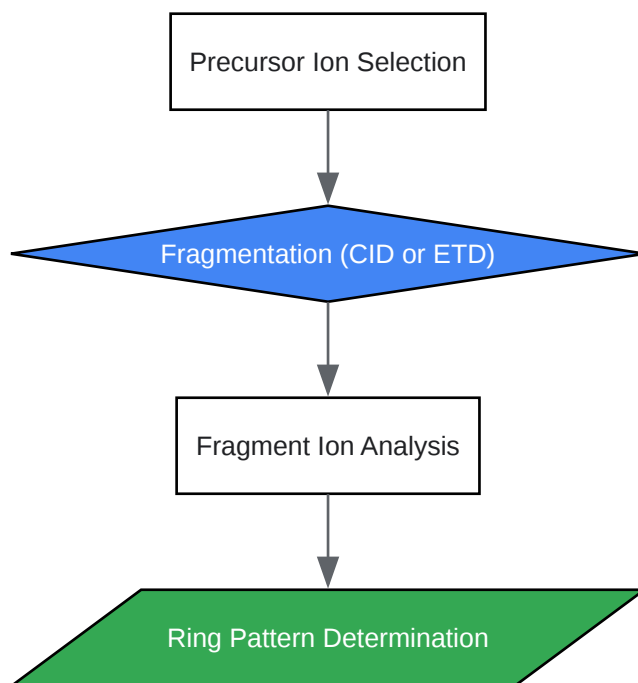 Precursor Ion Selection
Fragmentation (CID or ETD)
Fragment Ion Analysis
Ring Pattern Determination